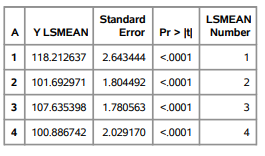 A Y LSMEAN Standard Error Pr > |t| LSMEAN Number
1 118.212637 2.643444 <.0001 1
2 101.692971 1.804492 <.0001 2
3 107.635398 1.780563 <.0001 3
4 100.886742 2.029170 <.0001 4